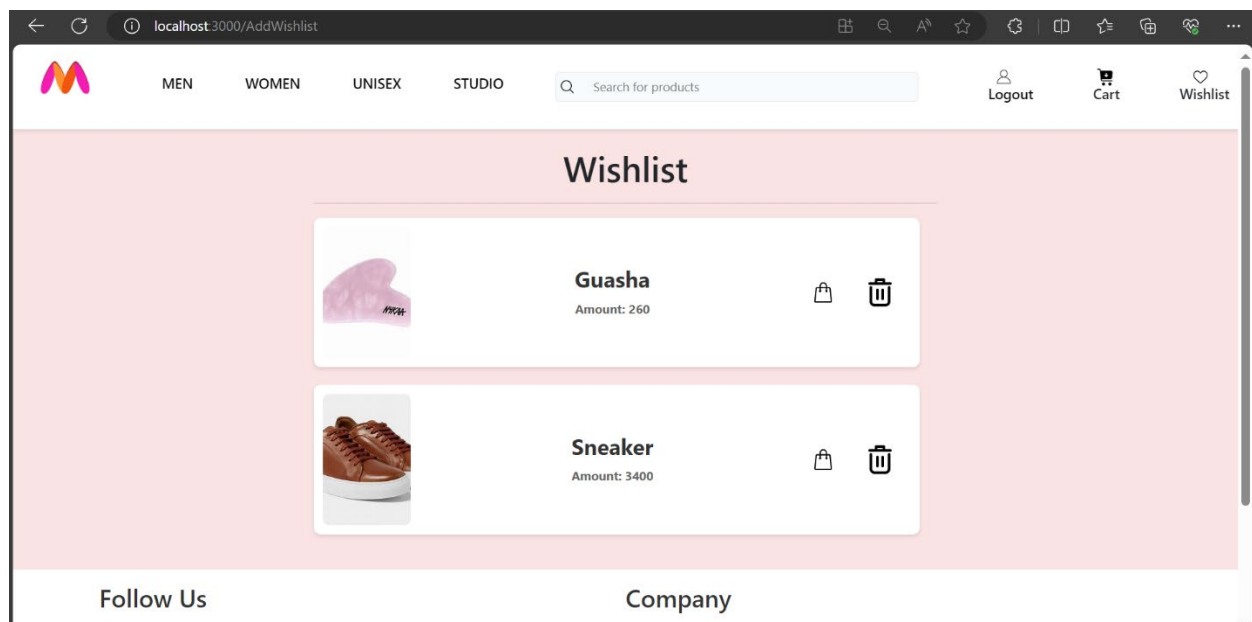 localhost:3000/AddWishlist
MEN WOMEN UNISEX STUDIO Search for products Logout Cart Wishlist
Wishlist
Guasha
Amount: 260
NYKAA
Sneaker
Amount: 3400
Follow Us Company